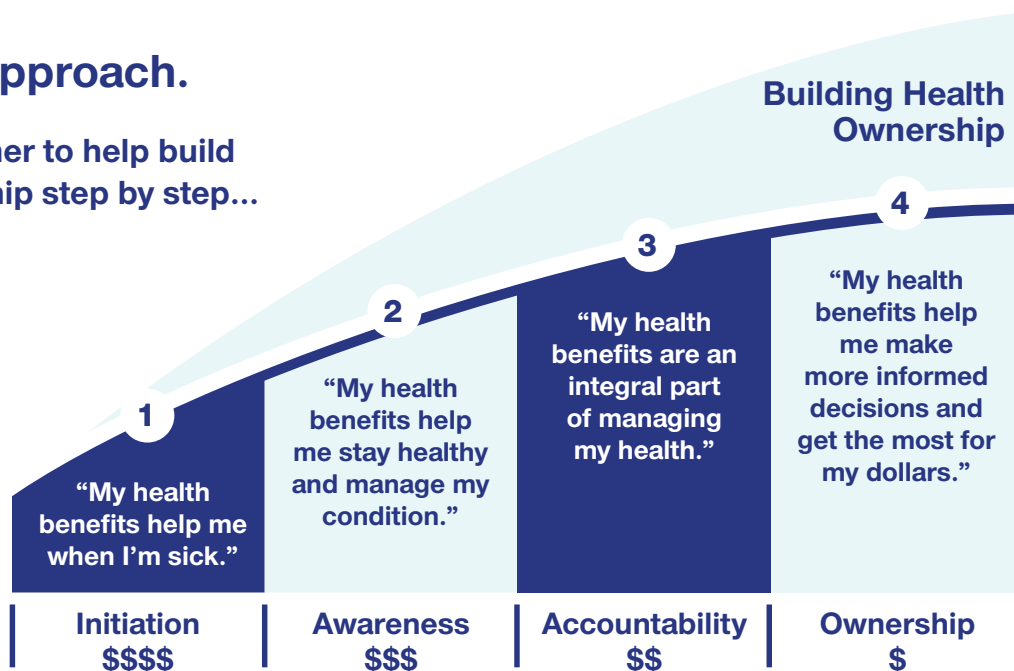 pproach.
er to help build
ip step by step...
Building Health
Ownership
1
“My health
benefits help me
when I’m sick.”
2
“My health
benefits help
me stay healthy
and manage my
condition.”
3
“My health
benefits are an
integral part
of managing
my health.”
4
“My health
benefits help
me make
more informed
decisions and
get the most for
my dollars.”
Initiation
$$$$
Awareness
$$$
Accountability
$$
Ownership
$